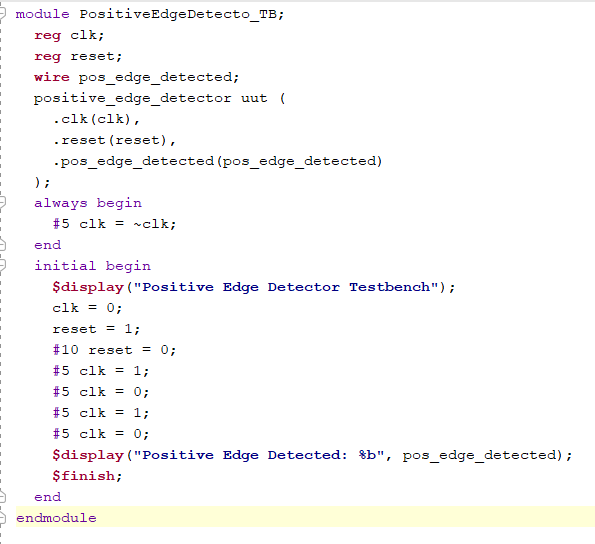 module PositiveEdgeDetecto_TB;
reg clk;
reg reset;
wire pos_edge_detected;
positive_edge_detector uut (
.clk(clk),
.reset(reset),
.pos_edge_detected(pos_edge_detected)
);
always begin
#5 clk = ~clk;
end
initial begin
$display("Positive Edge Detector Testbench");
clk = 0;
reset = 1;
#10 reset = 0;
#5 clk = 1;
#5 clk = 0;
#5 clk = 1;
#5 clk = 0;
$display("Positive Edge Detected: %b", pos_edge_detected);
$finish;
end
endmodule